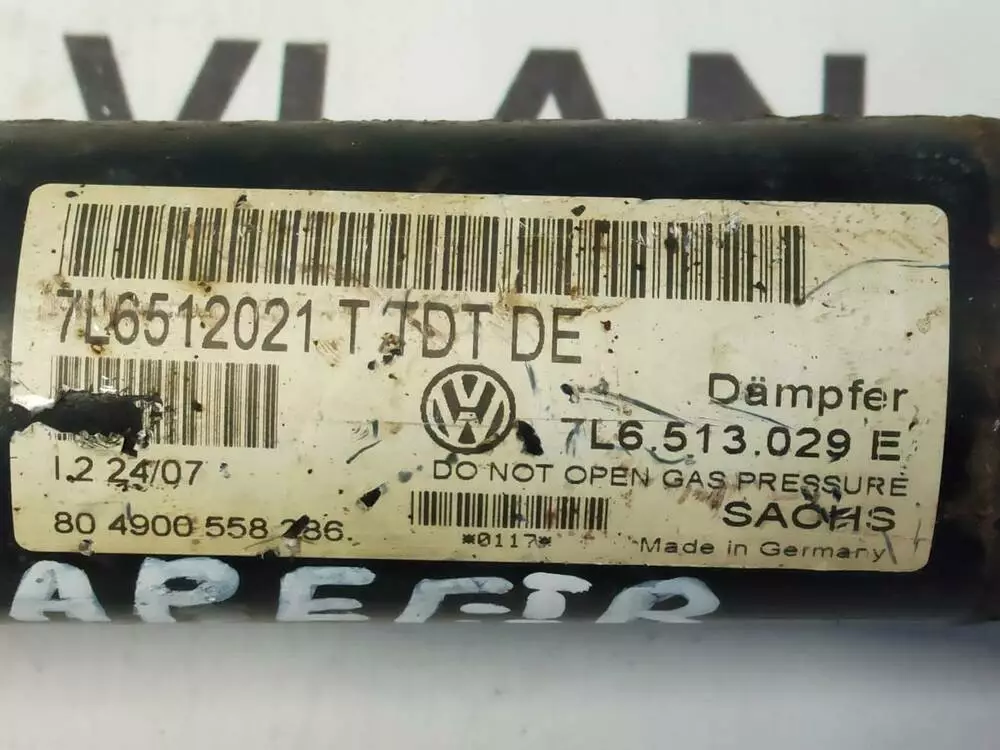 VLAN
7L6512021 T TDT DE
Dämpfer
7L6.513.029 E
DO NOT OPEN GAS PRESSURE
I.2 24/07
SACHS
80 4900 558 286.
*0117*
Made in Germany